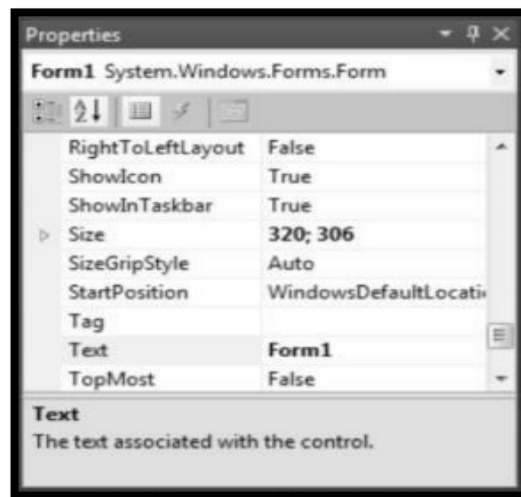 Properties
Form1 System.Windows.Forms.Form
RightToLeftLayout False
ShowIcon True
ShowInTaskbar True
Size 320; 306
SizeGripStyle Auto
StartPosition WindowsDefaultLocati
Tag
Text Form1
TopMost False
Text
The text associated with the control.